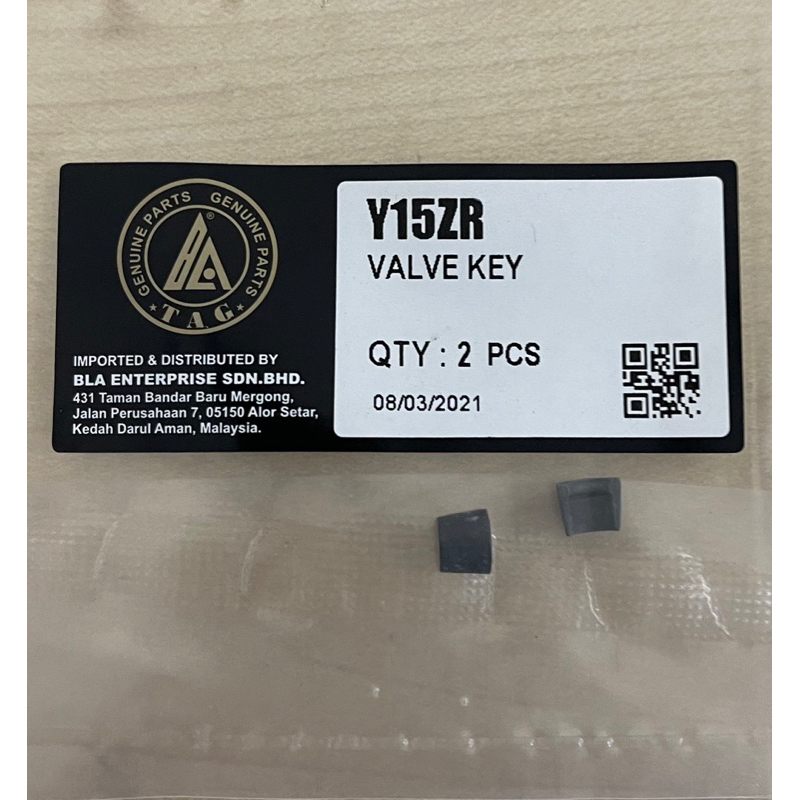 GENUINE PARTS GENUINE PARTS
BLA®
★ T.A.G ★
IMPORTED & DISTRIBUTED BY
BLA ENTERPRISE SDN.BHD.
431 Taman Bandar Baru Mergong,
Jalan Perusahaan 7, 05150 Alor Setar,
Kedah Darul Aman, Malaysia.
Y15ZR
VALVE KEY
QTY : 2 PCS
08/03/2021